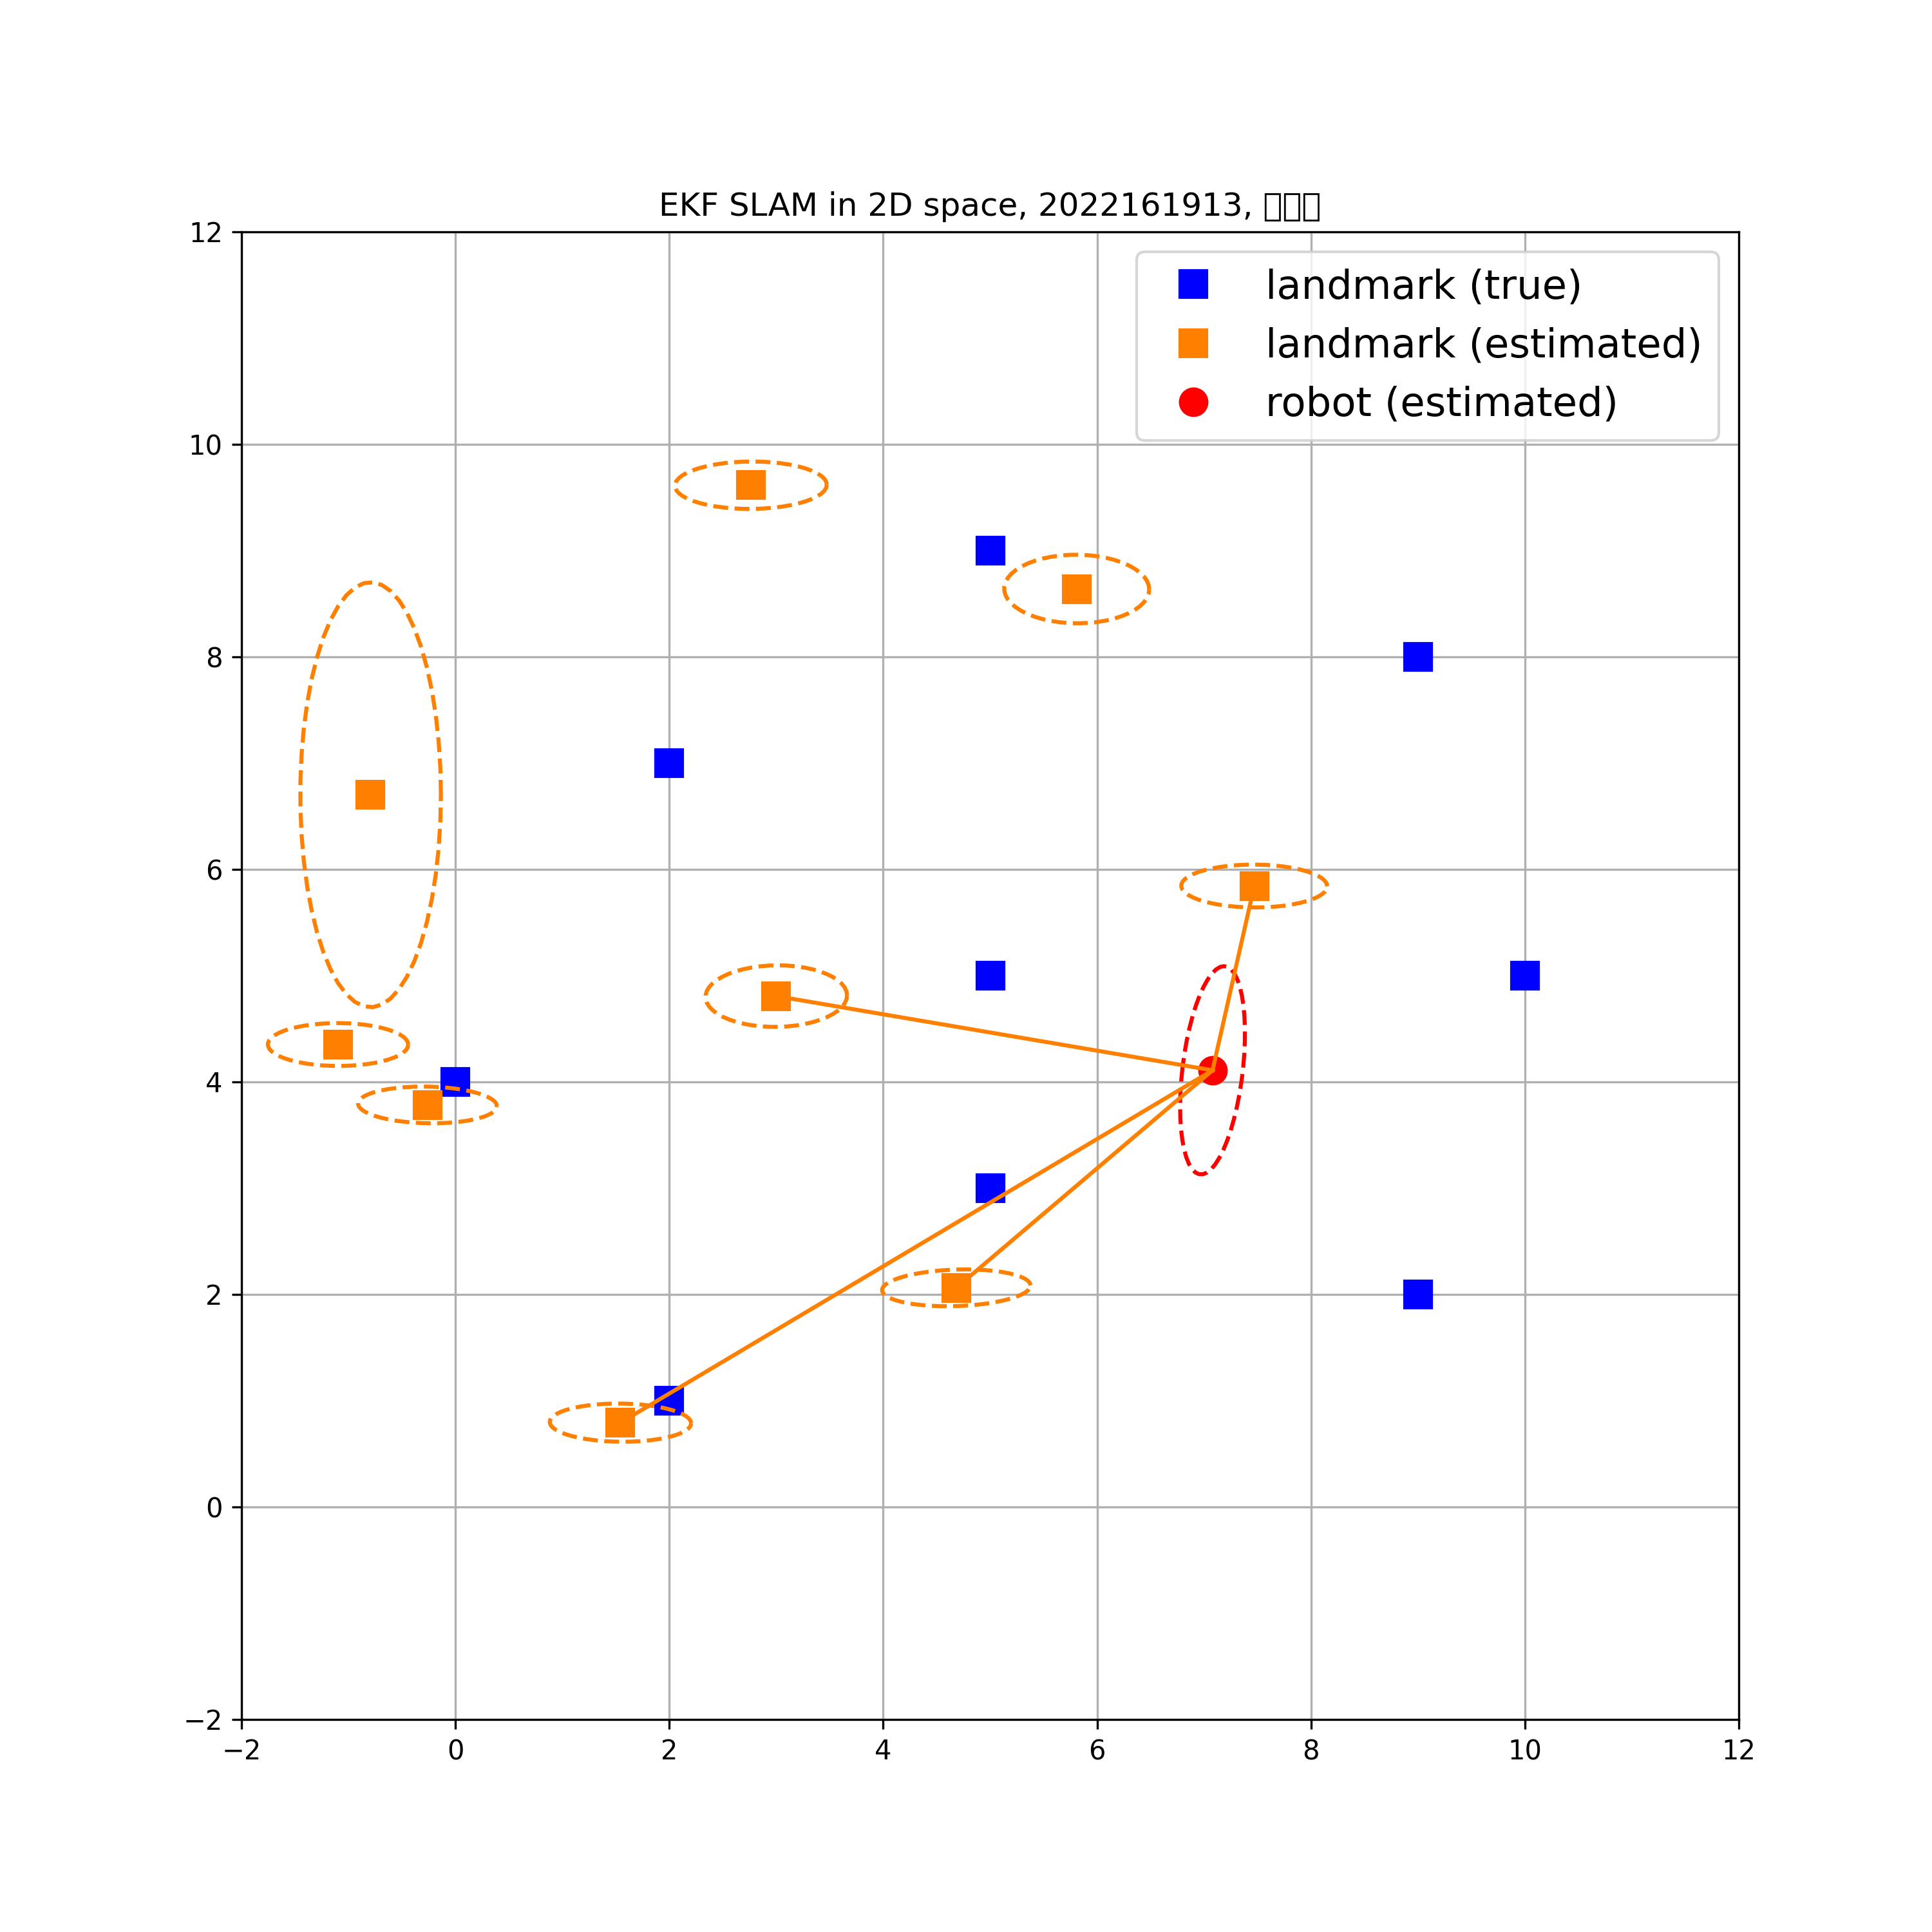 EKF SLAM in 2D space, 2022161913,
landmark (true)
landmark (estimated)
robot (estimated)
12
10
8
6
4
2
0
−2
−2 0 2 4 6 8 10 12